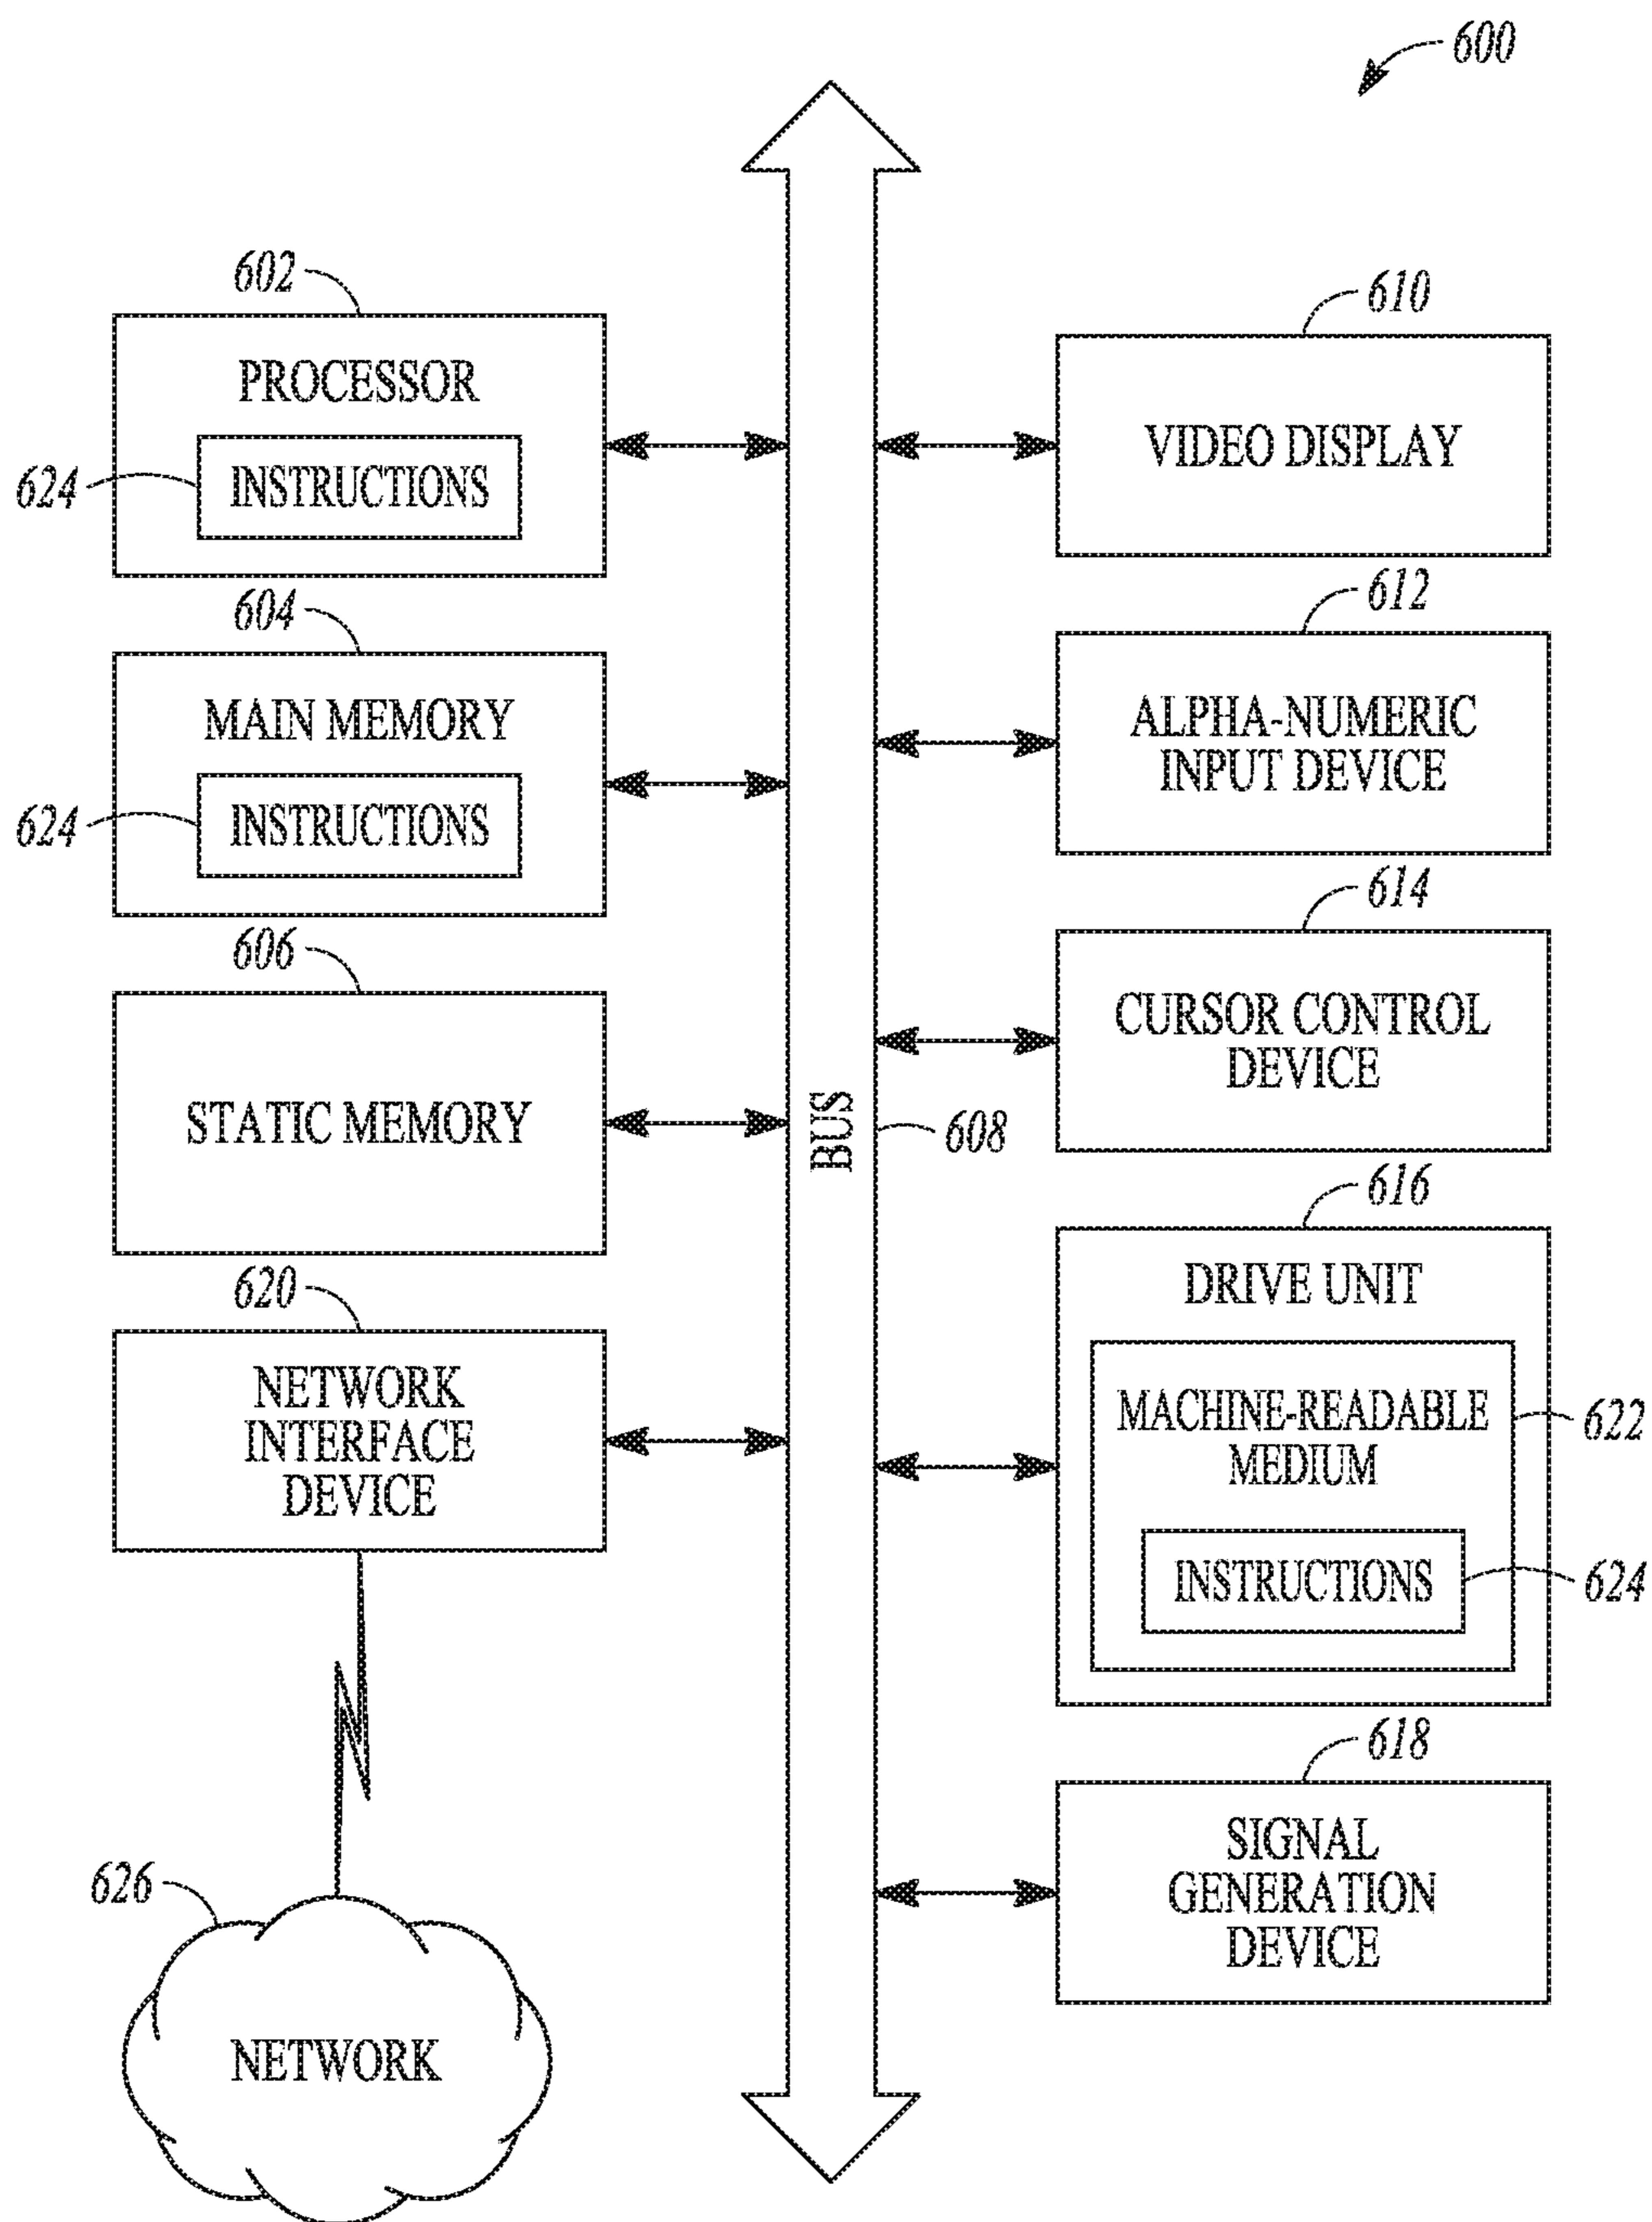 600
602
PROCESSOR
624
INSTRUCTIONS
604
MAIN MEMORY
624
INSTRUCTIONS
606
STATIC MEMORY
620
NETWORK
INTERFACE
DEVICE
626
NETWORK
BUS
608
610
VIDEO DISPLAY
612
ALPHA-NUMERIC
INPUT DEVICE
614
CURSOR CONTROL
DEVICE
616
DRIVE UNIT
MACHINE-READABLE
MEDIUM
622
INSTRUCTIONS
624
618
SIGNAL
GENERATION
DEVICE